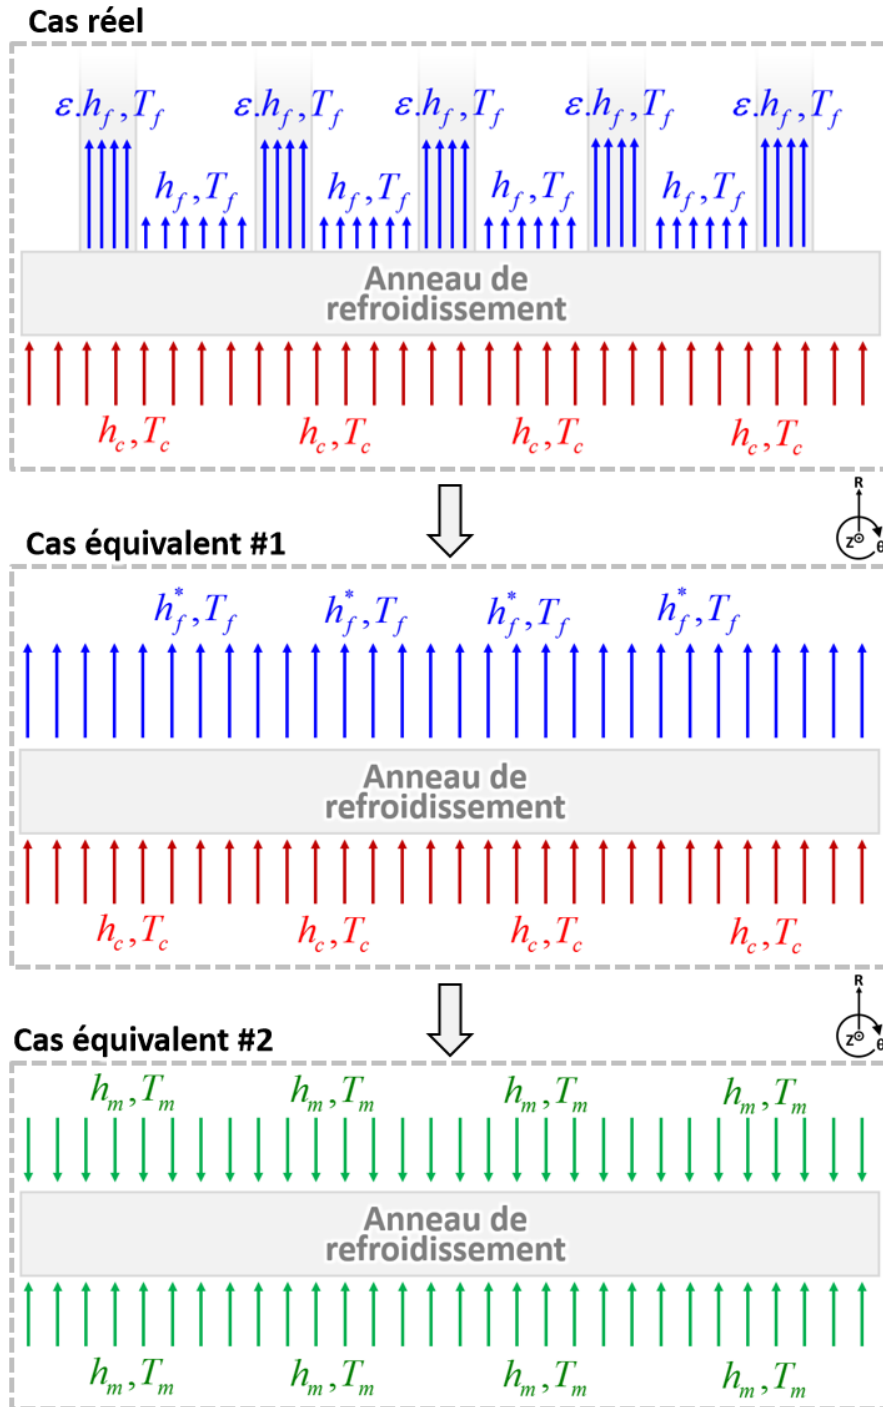 Cas réel
ε.h_f,T_f ε.h_f,T_f ε.h_f,T_f ε.h_f,T_f ε.h_f,T_f
h_f,T_f h_f,T_f h_f,T_f h_f,T_f
Anneau de
refroidissement
h_c,T_c h_c,T_c h_c,T_c h_c,T_c
R
Z θ
Cas équivalent #1
h_f^*,T_f h_f^*,T_f h_f^*,T_f h_f^*,T_f
Anneau de
refroidissement
h_c,T_c h_c,T_c h_c,T_c h_c,T_c
R
Z θ
Cas équivalent #2
h_m,T_m h_m,T_m h_m,T_m h_m,T_m
Anneau de
refroidissement
h_m,T_m h_m,T_m h_m,T_m h_m,T_m